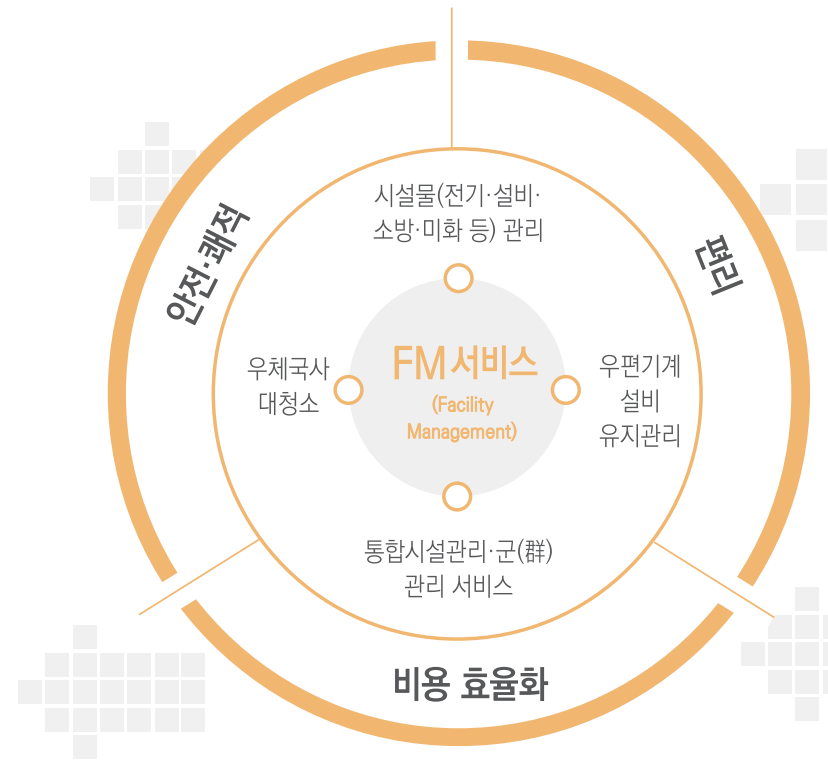 안전·쾌적
편리
시설물(전기·설비·
소방·미화 등) 관리
우체국사
대청소
FM 서비스
(Facility
Management)
우편기계
설비
유지관리
통합시설관리·군(群)
관리 서비스
비용 효율화